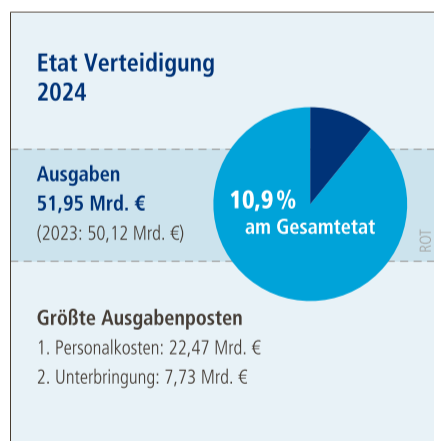 Etat Verteidigung
2024
Ausgaben
51,95 Mrd. €
(2023: 50,12 Mrd. €)
10,9 %
am Gesamtetat
ROT
Größte Ausgabenposten
1. Personalkosten: 22,47 Mrd. €
2. Unterbringung: 7,73 Mrd. €